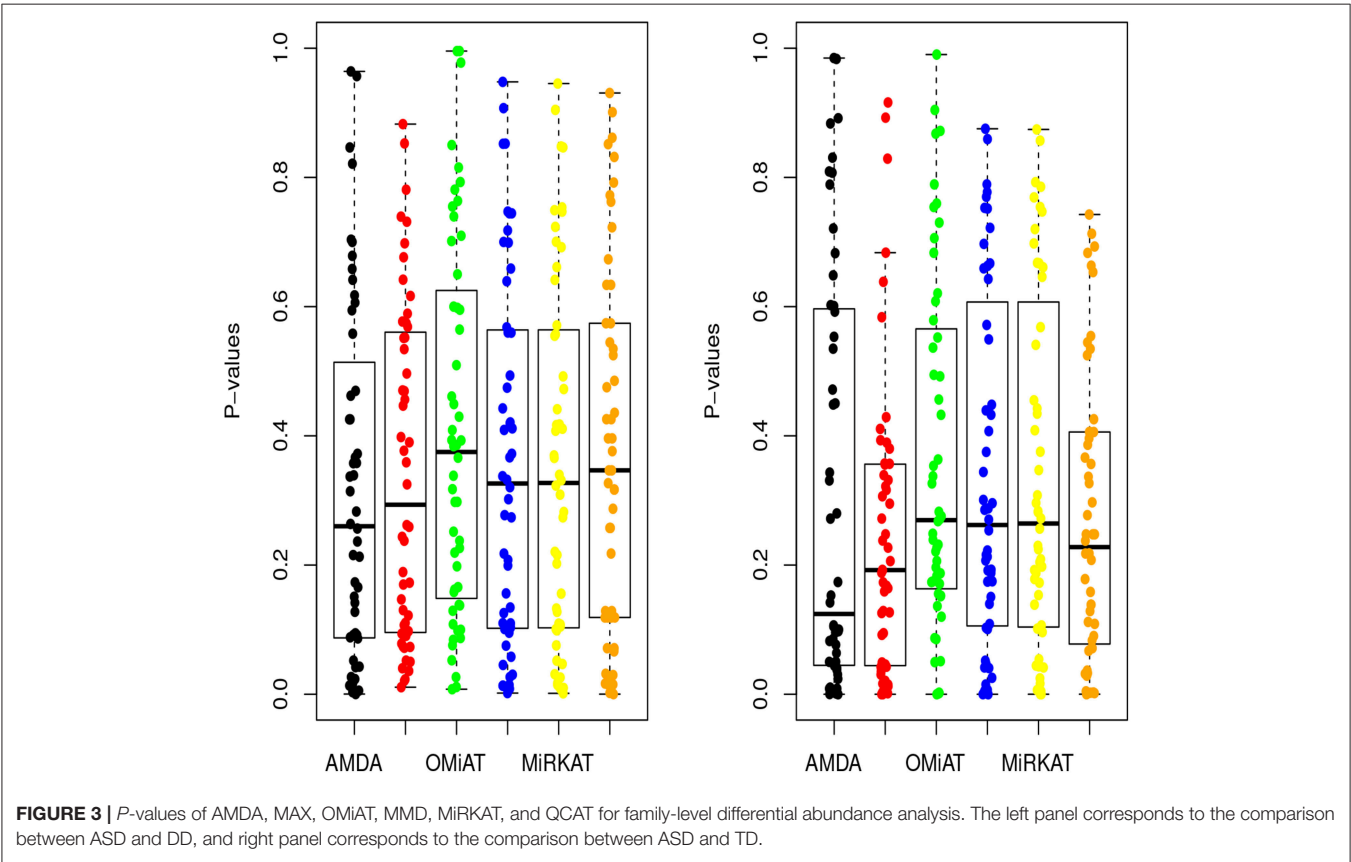 P-values
0.0 0.2 0.4 0.6 0.8 1.0
AMDA OMiAT MiRKAT
P-values
0.0 0.2 0.4 0.6 0.8 1.0
AMDA OMiAT MiRKAT
FIGURE 3 | P-values of AMDA, MAX, OMiAT, MMD, MiRKAT, and QCAT for family-level differential abundance analysis. The left panel corresponds to the comparison
between ASD and DD, and right panel corresponds to the comparison between ASD and TD.